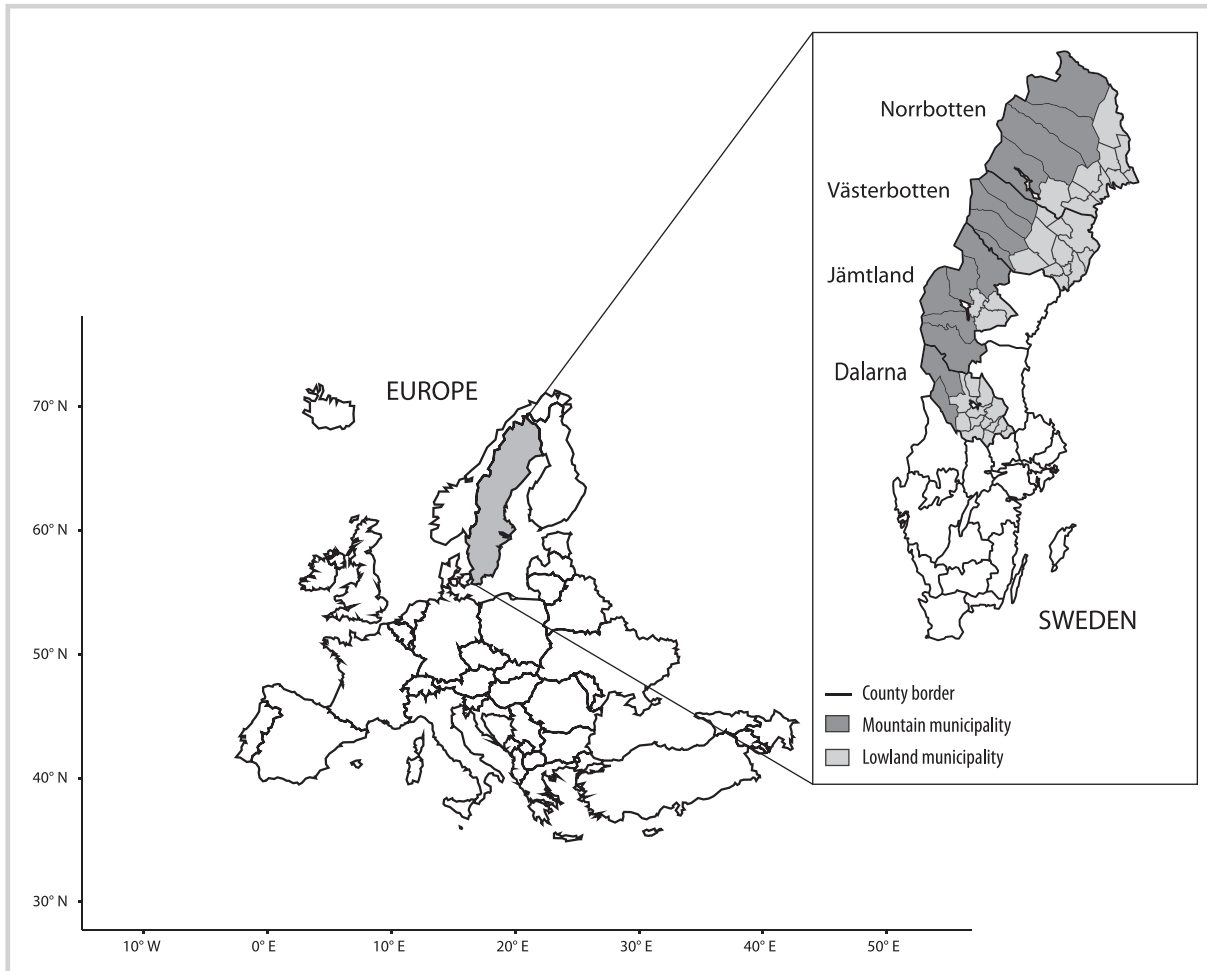 Norrbotten
Västerbotten
Jämtland
Dalarna
EUROPE
SWEDEN
County border
Mountain municipality
Lowland municipality
70° N
60° N
50° N
40° N
30° N
10° W
0° E
10° E
20° E
30° E
40° E
50° E